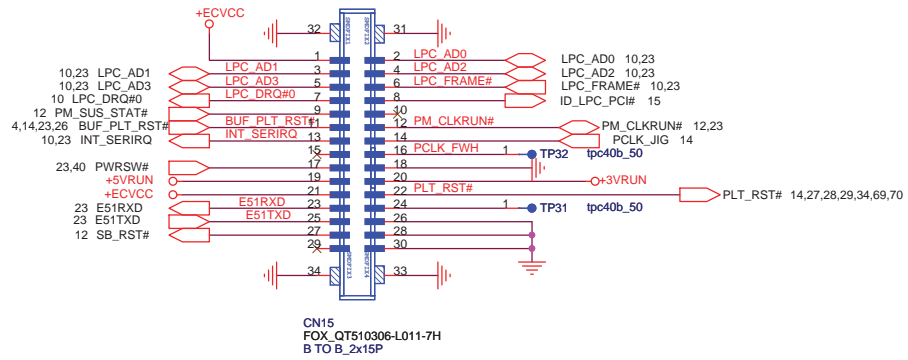 +ECVCC
32 SMDFIX1 SMDFIX2 31
1 2 LPC_AD0 LPC_AD0 10,23
10,23 LPC_AD1 LPC_AD1 3 4 LPC_AD2 LPC_AD2 10,23
10,23 LPC_AD3 LPC_AD3 5 6 LPC_FRAME# LPC_FRAME# 10,23
10 LPC_DRQ#0 LPC_DRQ#0 7 8 ID_LPC_PCI# 15
12 PM_SUS_STAT# 9 10
4,14,23,26 BUF_PLT_RST# BUF_PLT_RST# 11 12 PM_CLKRUN# PM_CLKRUN# 12,23
10,23 INT_SERIRQ INT_SERIRQ 13 14 PCLK_JIG 14
15 16 PCLK_FWH 1 TP32 tpc40b_50
23,40 PWRSW# 17 18
+5VRUN 19 20 +3VRUN
+ECVCC 21 22 PLT_RST# PLT_RST# 14,27,28,29,34,69,70
23 E51RXD E51RXD 23 24 1 TP31 tpc40b_50
23 E51TXD E51TXD 25 26
12 SB_RST# 27 28
29 30
34 SMDFIX3 SMDFIX4 33
CN15
FOX_QT510306-L011-7H
B TO B_2x15P